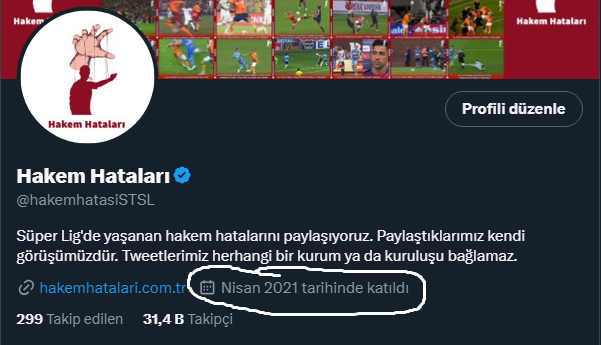 Hakem Hataları
Profili düzenle
Hakem Hataları
@hakemhatasiSTSL
Süper Lig'de yaşanan hakem hatalarını paylaşıyoruz. Paylaştıklarımız kendi
görüşümüzdür. Tweetlerimiz herhangi bir kurum ya da kuruluşu bağlamaz.
hakemhatalari.com.tr Nisan 2021 tarihinde katıldı
299 Takip edilen 31,4 B Takipçi